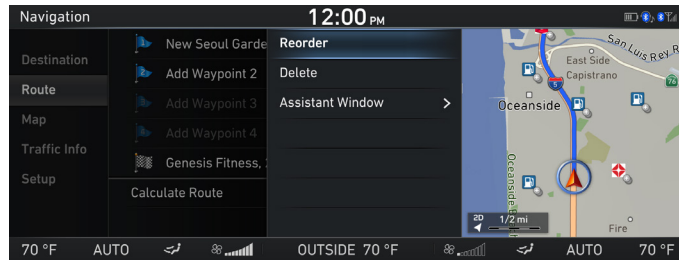 Navigation
12:00 PM
Destination
Route
Map
Traffic Info
Setup
New Seoul Garde
Add Waypoint 2
Add Waypoint 3
Add Waypoint 4
Genesis Fitness,
Calculate Route
Reorder
Delete
Assistant Window
San Luis Rey R
East Side
Capistrano
5
76
Oceanside
Oceanside B
2D
1/2 mi
Fire
70 °F AUTO OUTSIDE 70 °F AUTO 70 °F